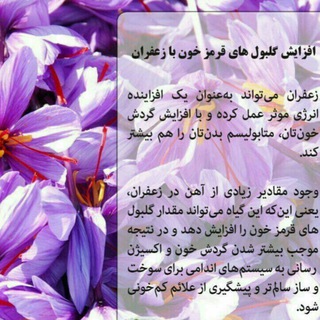 افزایش گلبول های قرمز خون با زعفران
زعفران می‌تواند به‌عنوان یک افزاینده
انرژی موثر عمل کرده و با افزایش گردش
خون‌تان، متابولیسم بدن‌تان را هم بیشتر
کند.
وجود مقادیر زیادی از آهن در زعفران،
یعنی این‌که این گیاه می‌تواند مقدار گلبول
های قرمز خون را افزایش دهد و در نتیجه
موجب بیشتر شدن گردش خون و اکسیژن
رسانی به سیستم‌های اندامی برای سوخت
و ساز سالم‌تر و پیشگیری از علائم کم‌خونی
شود.